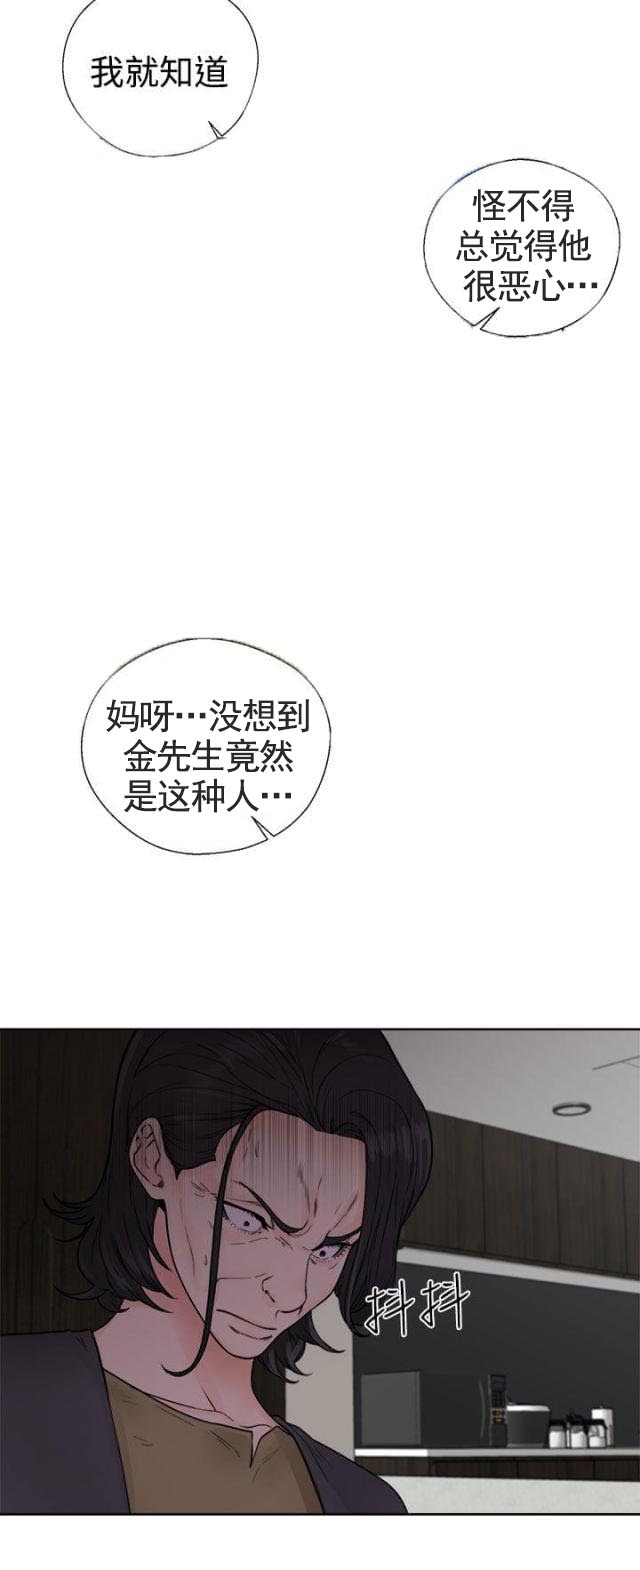 我就知道
怪不得
总觉得他
很恶心…
妈呀…没想到
金先生竟然
是这种人…
抖抖